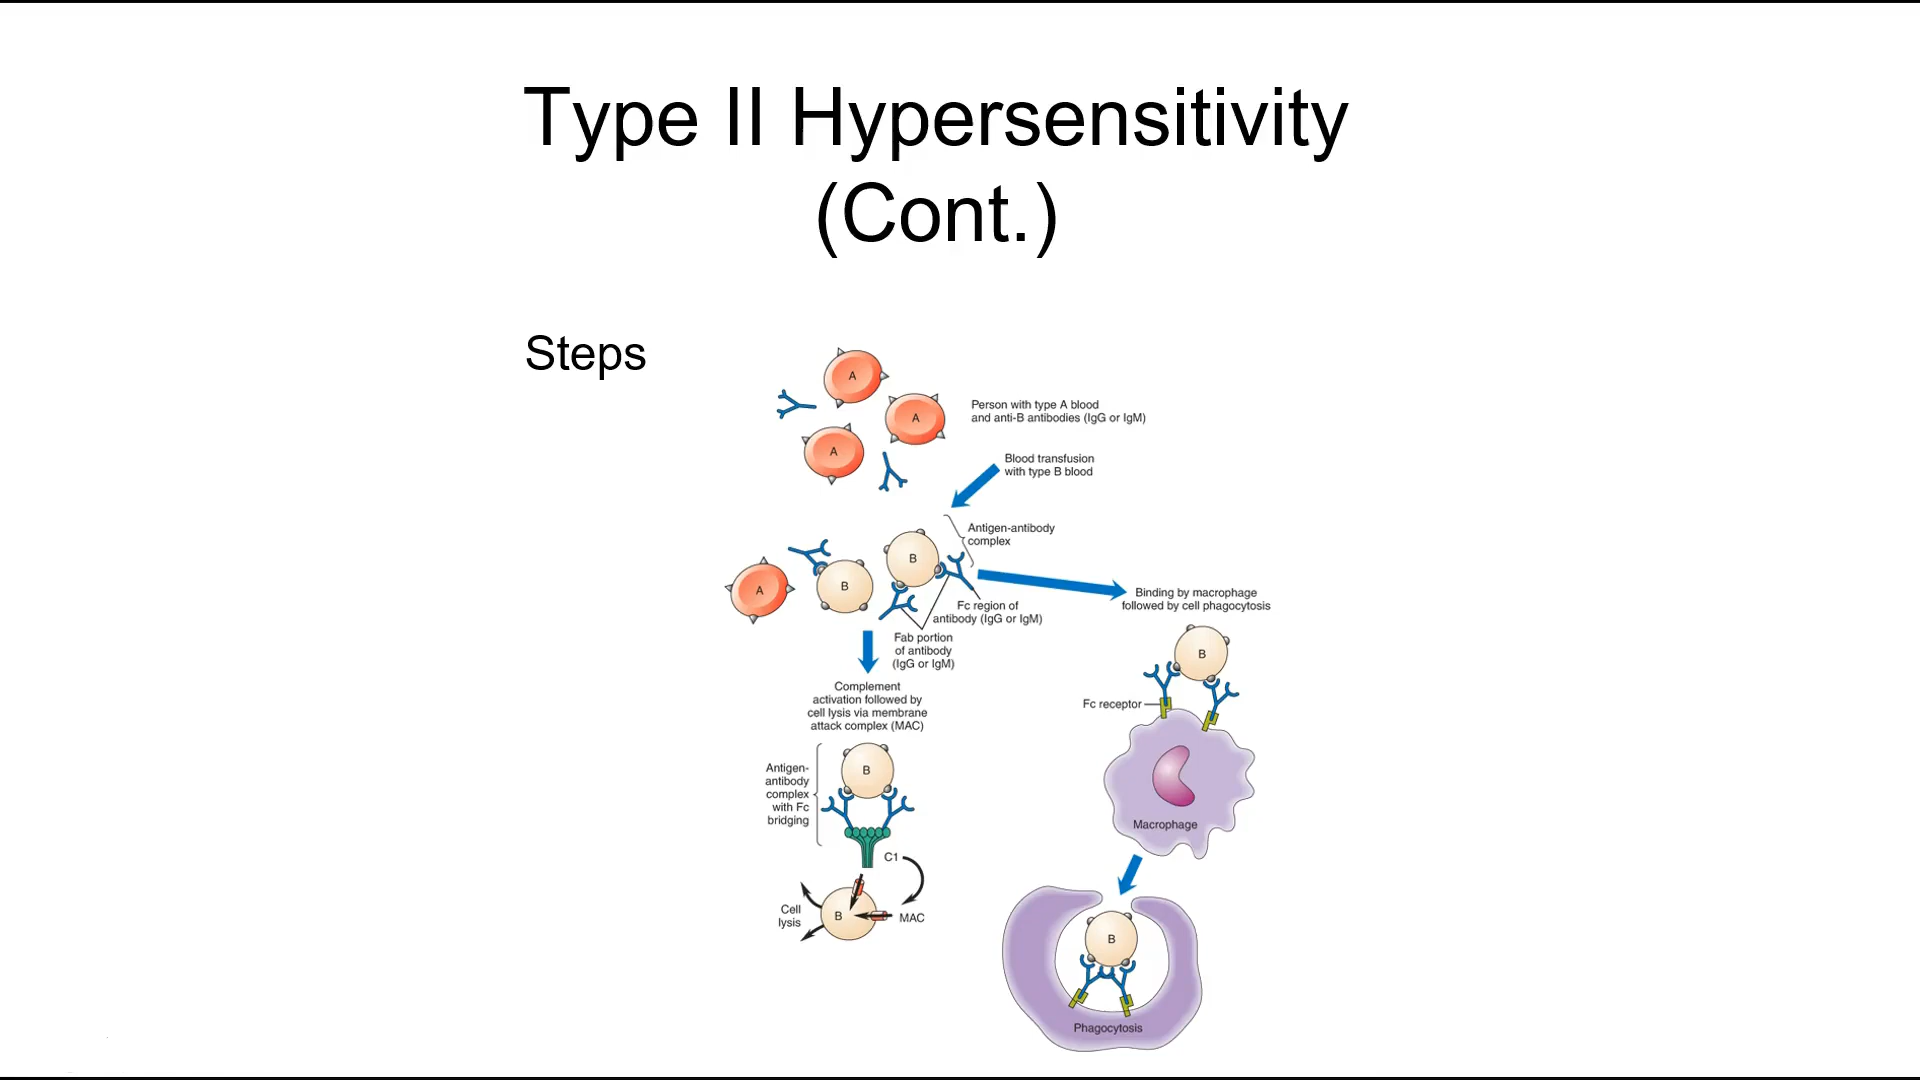 Type II Hypersensitivity
(Cont.)
Steps
A
A
A
Person with type A blood
and anti-B antibodies (IgG or IgM)
Blood transfusion
with type B blood
Antigen-antibody
complex
A
B
B
Fc region of
antibody (IgG or IgM)
Fab portion
of antibody
(IgG or IgM)
Binding by macrophage
followed by cell phagocytosis
B
Fc receptor
Macrophage
B
Phagocytosis
Complement
activation followed by
cell lysis via membrane
attack complex (MAC)
Antigen-
antibody
complex
with Fc
bridging
B
C1
Cell
lysis
B
MAC